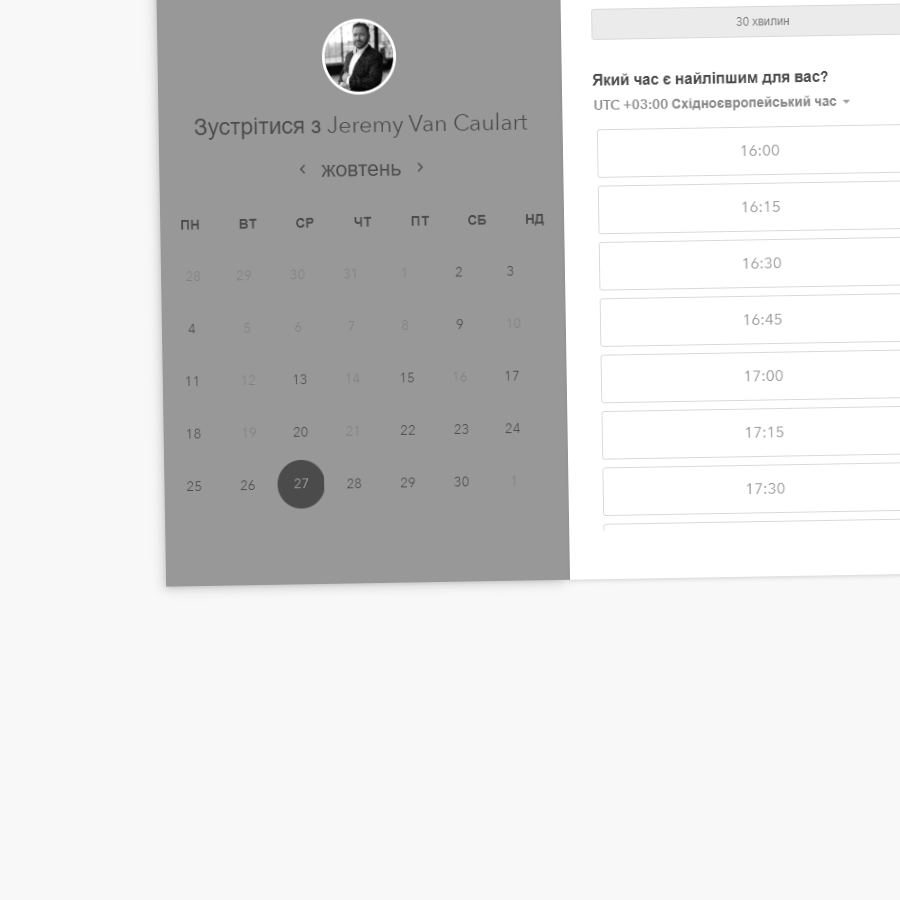 Зустрітися з Jeremy Van Caulart
жовтень
ПН ВТ СР ЧТ ПТ СБ НД
28 29 30 31 1 2 3
4 5 6 7 8 9 10
11 12 13 14 15 16 17
18 19 20 21 22 23 24
25 26 27 28 29 30 1
30 хвилин
Який час є найліпшим для вас?
UTC +03:00 Східноєвропейський час
16:00
16:15
16:30
16:45
17:00
17:15
17:30